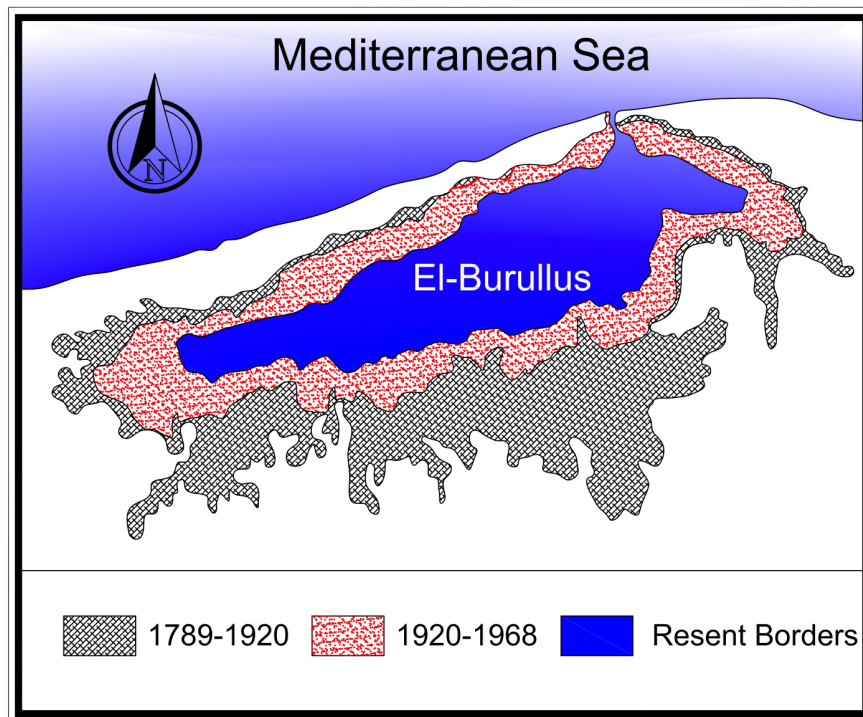 Mediterranean Sea
N
El-Burullus
1789-1920
1920-1968
Resent Borders